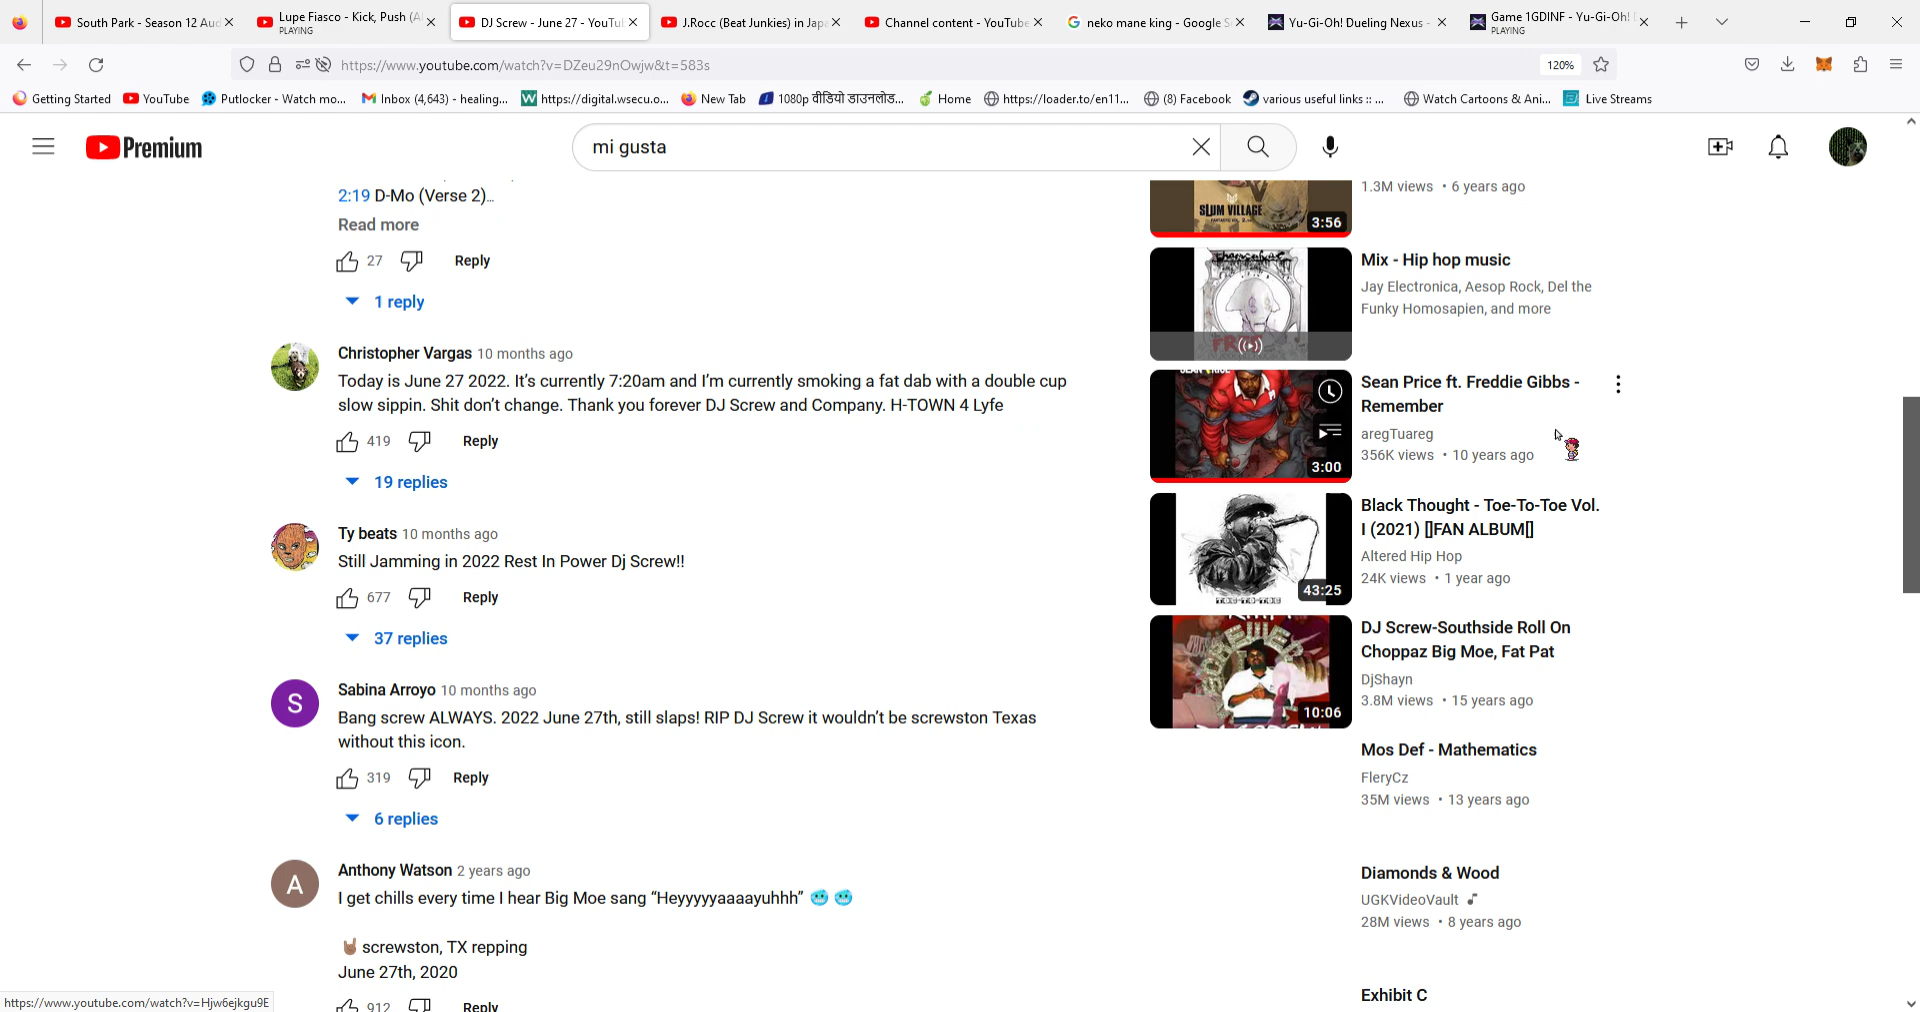 South Park - Season 12 Aud
Lupe Fiasco - Kick, Push (A
PLAYING
DJ Screw - June 27 - YouTu
J.Rocc (Beat Junkies) in Japa
Channel content - YouTube
neko mane king - Google S
Yu-Gi-Oh! Dueling Nexus -
Game 1GDINF - Yu-Gi-Oh!
PLAYING
https://www.youtube.com/watch?v=DZeu29nOwjw&t=583s
120%
Getting Started
YouTube
Putlocker - Watch mo...
Inbox (4,643) - healing...
https://digital.wsecu.o...
New Tab
1080p वीडियो डाउनलोड...
Home
https://loader.to/en11...
(8) Facebook
various useful links :: ...
Watch Cartoons & Ani...
Live Streams
Premium
mi gusta
2:19 D-Mo (Verse 2)...
Read more
27 Reply
1 reply
Christopher Vargas 10 months ago
Today is June 27 2022. It's currently 7:20am and I'm currently smoking a fat dab with a double cup
slow sippin. Shit don't change. Thank you forever DJ Screw and Company. H-TOWN 4 Lyfe
419 Reply
19 replies
Ty beats 10 months ago
Still Jamming in 2022 Rest In Power Dj Screw!!
677 Reply
37 replies
S
Sabina Arroyo 10 months ago
Bang screw ALWAYS. 2022 June 27th, still slaps! RIP DJ Screw it wouldn't be screwston Texas
without this icon.
319 Reply
6 replies
A
Anthony Watson 2 years ago
I get chills every time I hear Big Moe sang “Heyyyyyaaaayuhhh” 🥶 🥶
🤘🏽 screwston, TX repping
June 27th, 2020
912 Reply
SLUM VILLAGE
3:56
1.3M views • 6 years ago
Mix - Hip hop music
Jay Electronica, Aesop Rock, Del the
Funky Homosapien, and more
Sean Price ft. Freddie Gibbs -
Remember
aregTuareg
356K views • 10 years ago
3:00
Black Thought - Toe-To-Toe Vol.
I (2021) []FAN ALBUM[]
Altered Hip Hop
24K views • 1 year ago
43:25
DJ Screw-Southside Roll On
Choppaz Big Moe, Fat Pat
DjShayn
3.8M views • 15 years ago
10:06
Mos Def - Mathematics
FleryCz
35M views • 13 years ago
Diamonds & Wood
UGKVideoVault
28M views • 8 years ago
Exhibit C
https://www.youtube.com/watch?v=Hjw6ejkgu9E